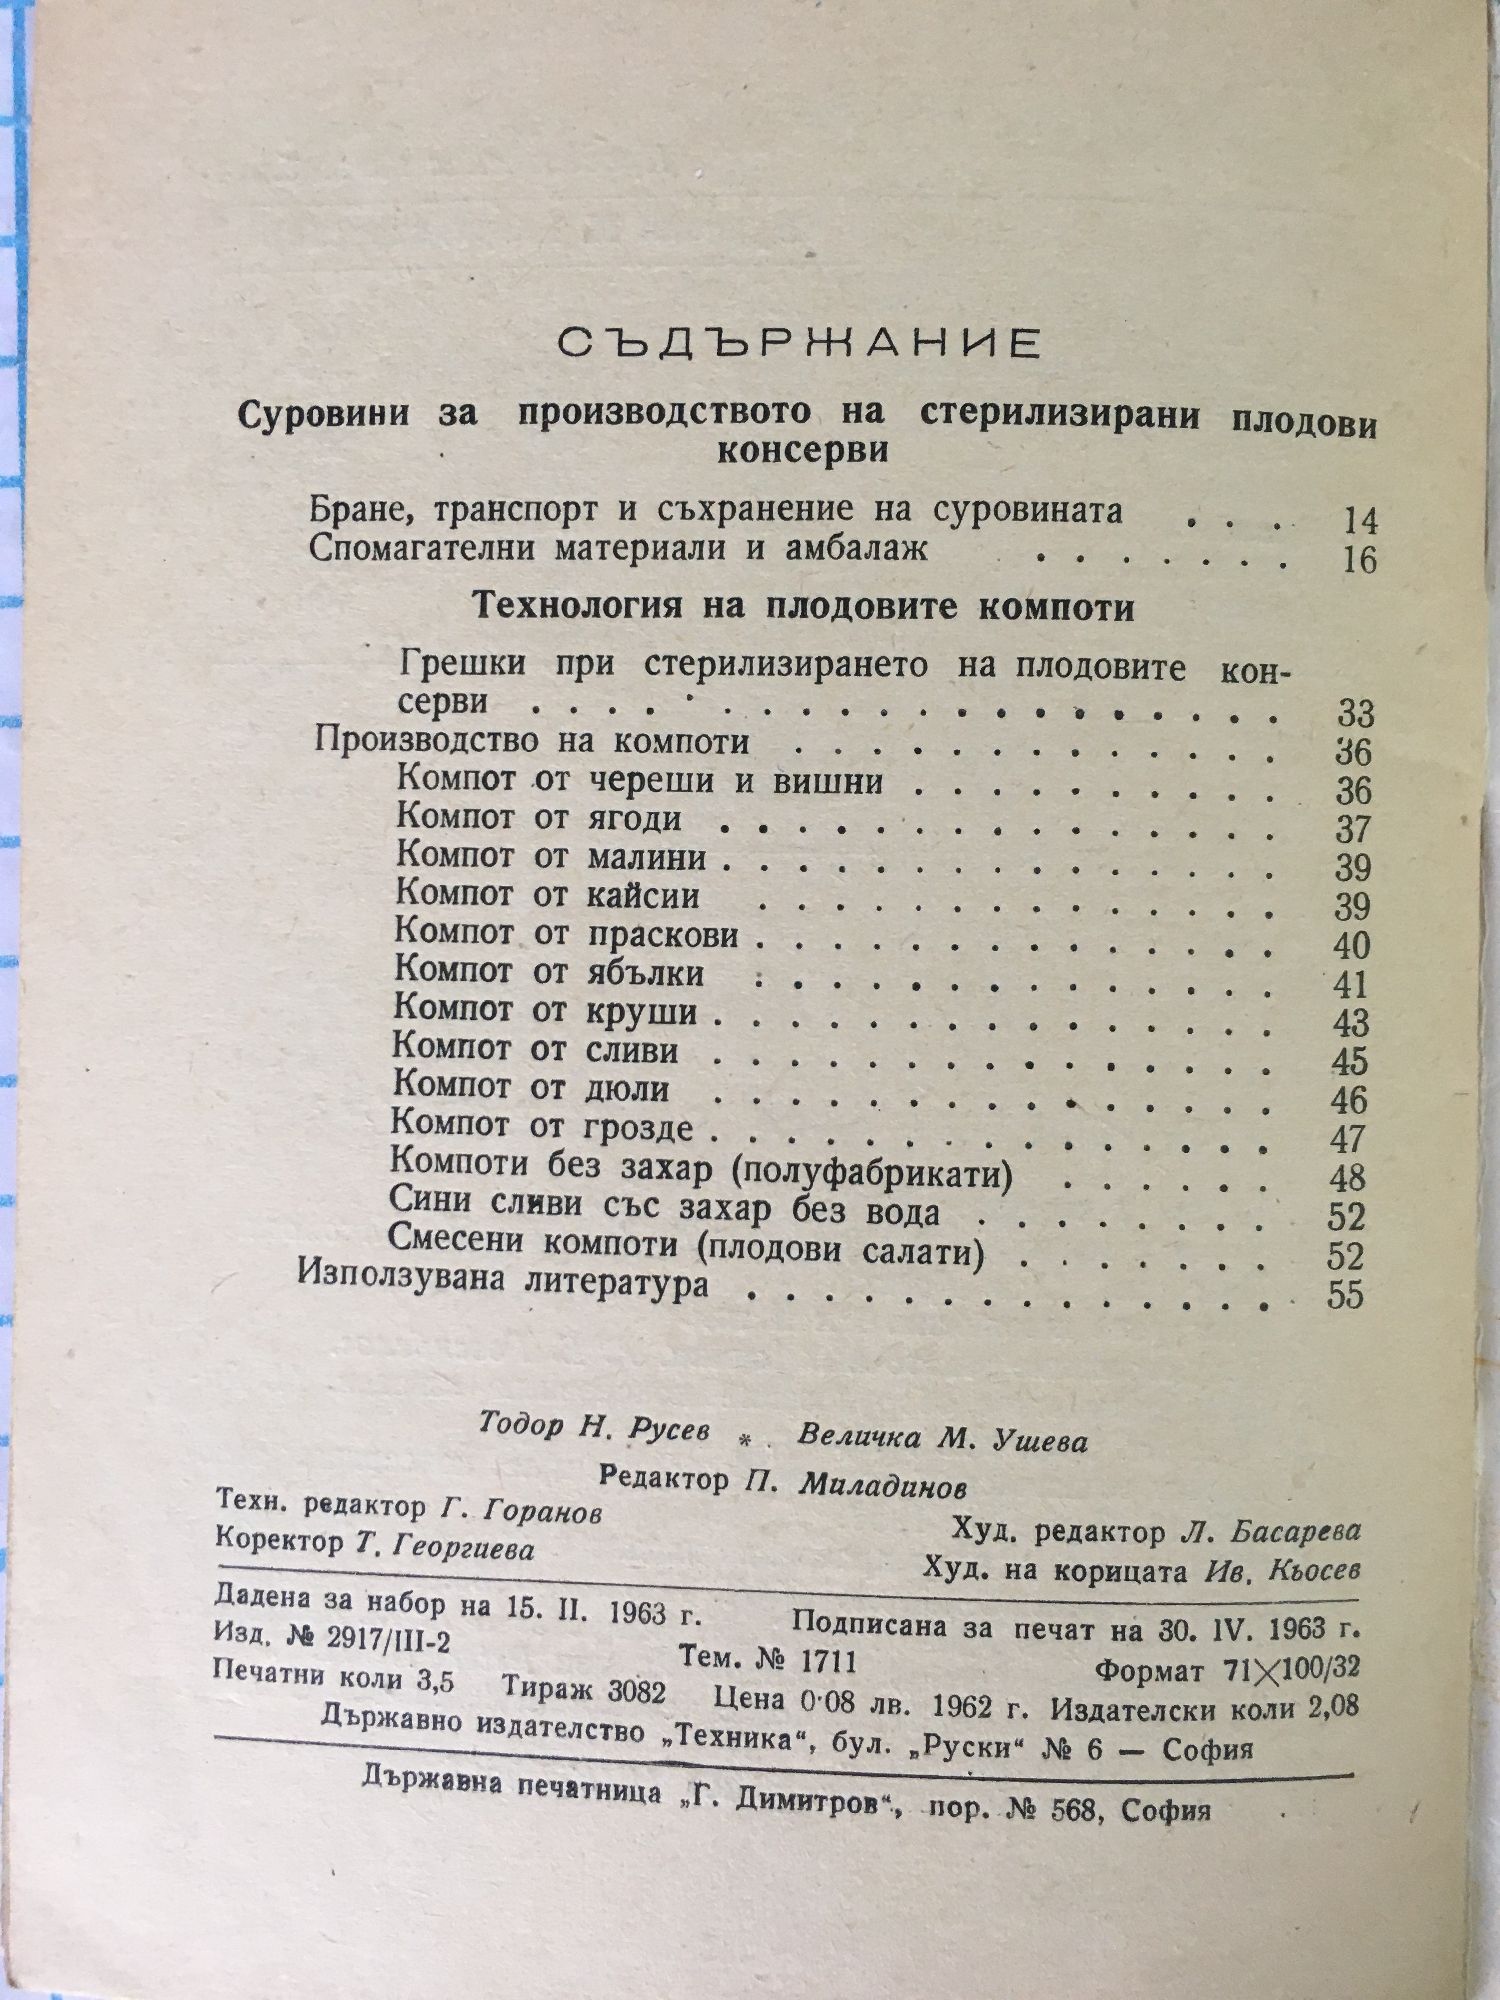 СЪДЪРЖАНИЕ
Суровини за производството на стерилизирани плодови
консерви
Бране, транспорт и съхранение на суровината . . . 14
Спомагателни материали и амбалаж . . . . . . . 16
Технология на плодовите компоти
Грешки при стерилизирането на плодовите кон-
серви . . . . . . . . . . . . . . . . . . . . 33
Производство на компоти . . . . . . . . . . . . . 36
Компот от череши и вишни . . . . . . . . . . 36
Компот от ягоди . . . . . . . . . . . . . . . 37
Компот от малини . . . . . . . . . . . . . . . 39
Компот от кайсии . . . . . . . . . . . . . . 39
Компот от праскови . . . . . . . . . . . . . . 40
Компот от ябълки . . . . . . . . . . . . . . 41
Компот от круши . . . . . . . . . . . . . . . 43
Компот от сливи . . . . . . . . . . . . . . . 45
Компот от дюли . . . . . . . . . . . . . . . 46
Компот от грозде . . . . . . . . . . . . . . . 47
Компоти без захар (полуфабрикати) . . . . . . 48
Сини сливи със захар без вода . . . . . . . . 52
Смесени компоти (плодови салати) . . . . . . . 52
Използувана литература . . . . . . . . . . . . . . 55
Тодор Н. Русев * Величка М. Ушева
Редактор П. Миладинов
Техн. редактор Г. Горанов Худ. редактор Л. Басарева
Коректор Т. Георгиева Худ. на корицата Ив. Кьосев
Дадена за набор на 15. II. 1963 г. Подписана за печат на 30. IV. 1963 г.
Изд. № 2917/III-2 Тем. № 1711 Формат 71×100/32
Печатни коли 3,5 Тираж 3082 Цена 0·08 лв. 1962 г. Издателски коли 2,08
Държавно издателство „Техника“, бул. „Руски“ № 6 — София
Държавна печатница „Г. Димитров“, пор. № 568, София